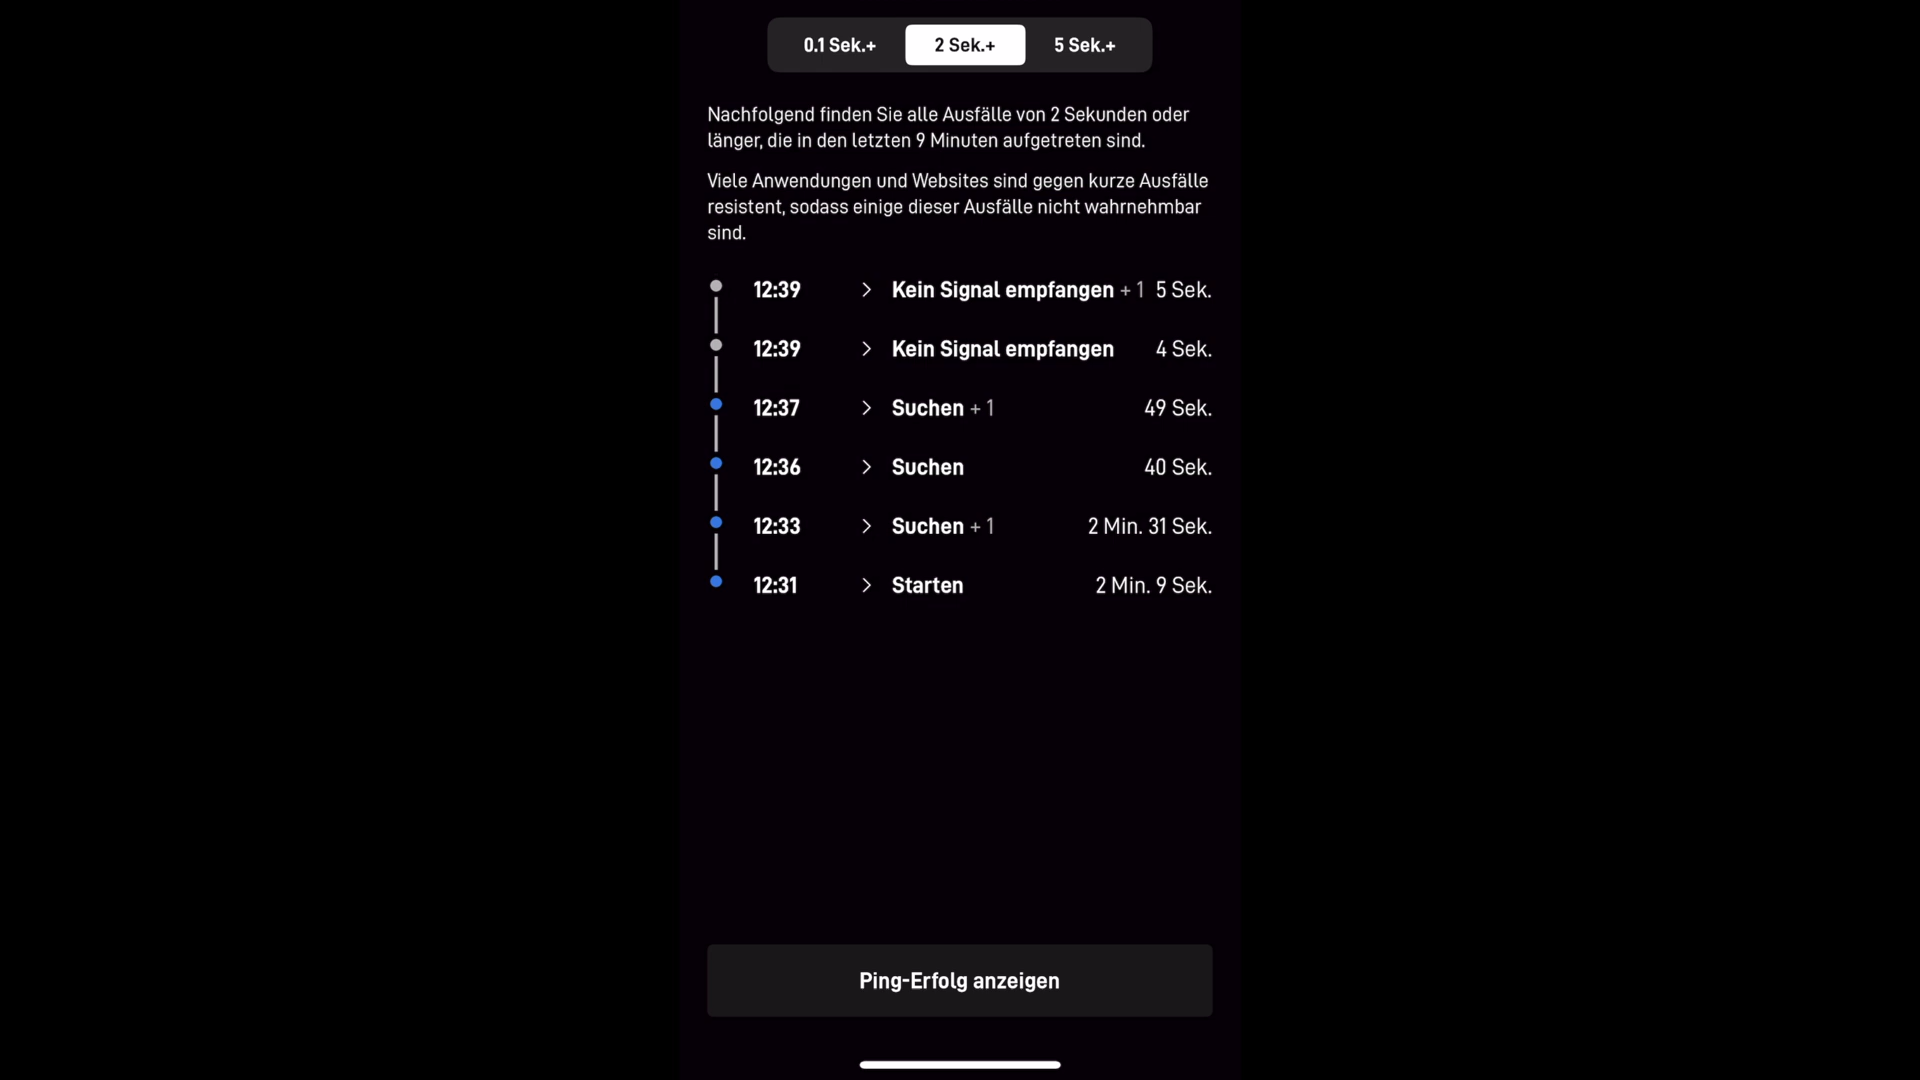 0.1 Sek.+ 2 Sek.+ 5 Sek.+
Nachfolgend finden Sie alle Ausfälle von 2 Sekunden oder
länger, die in den letzten 9 Minuten aufgetreten sind.
Viele Anwendungen und Websites sind gegen kurze Ausfälle
resistent, sodass einige dieser Ausfälle nicht wahrnehmbar
sind.
12:39 > Kein Signal empfangen + 1 5 Sek.
12:39 > Kein Signal empfangen 4 Sek.
12:37 > Suchen + 1 49 Sek.
12:36 > Suchen 40 Sek.
12:33 > Suchen + 1 2 Min. 31 Sek.
12:31 > Starten 2 Min. 9 Sek.
Ping-Erfolg anzeigen